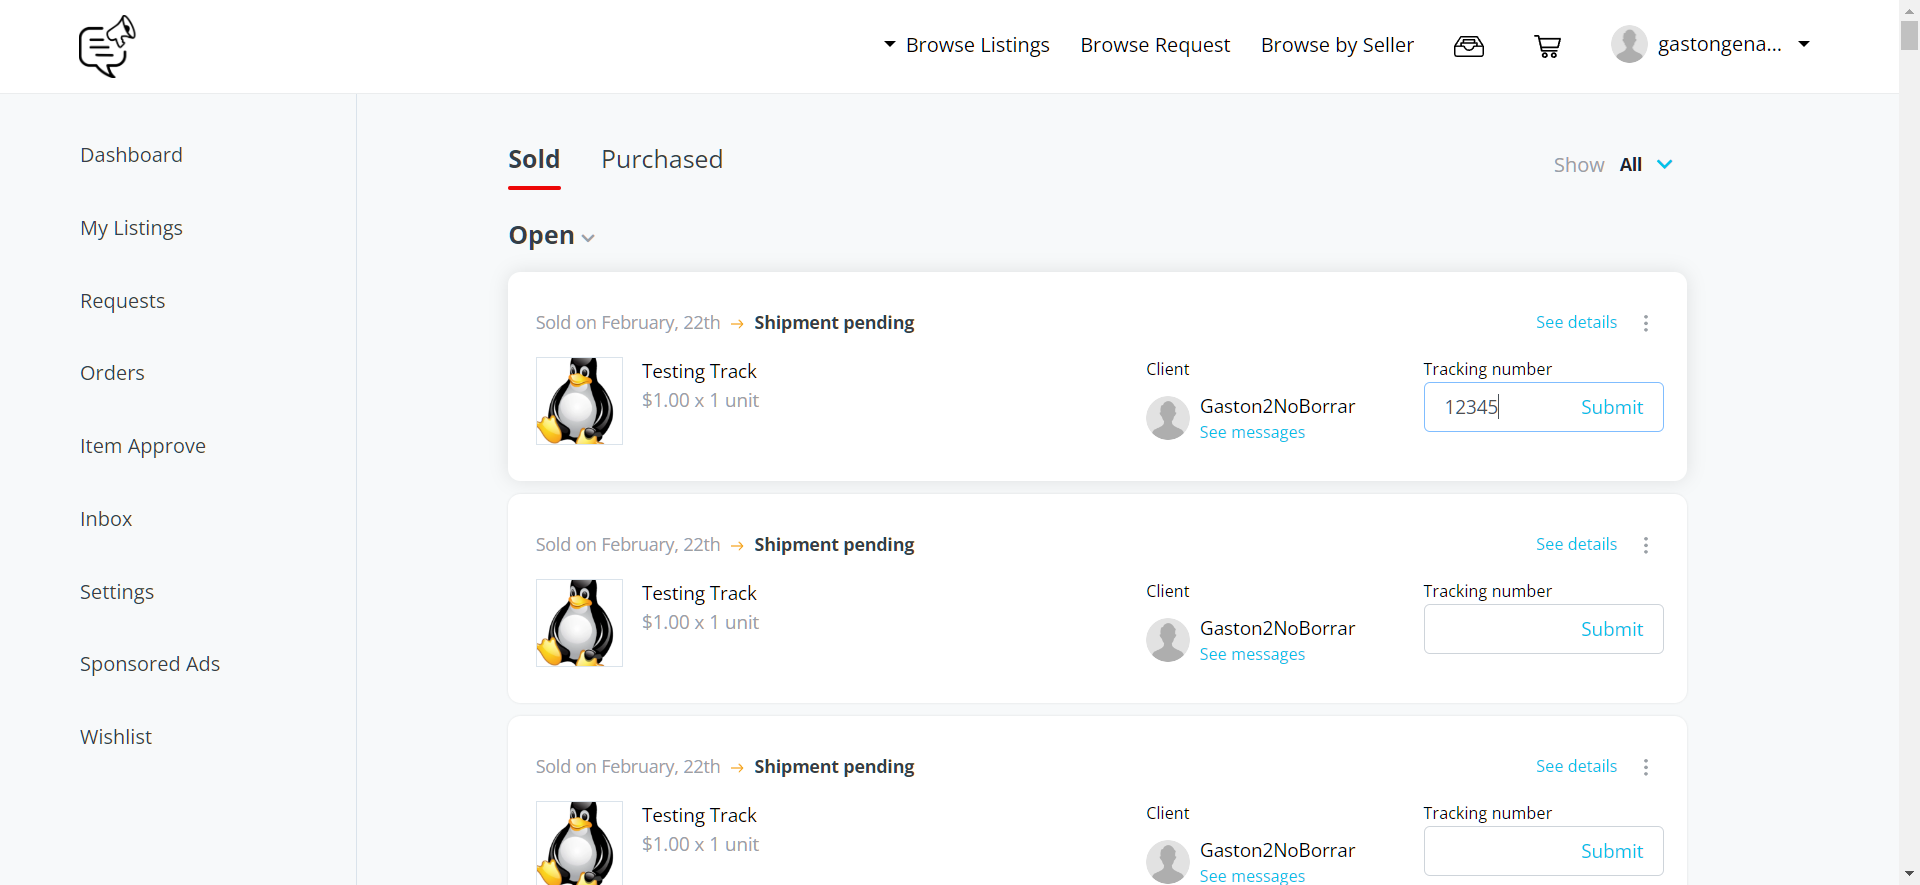 Browse Listings Browse Request Browse by Seller gastongena...
Dashboard
My Listings
Requests
Orders
Item Approve
Inbox
Settings
Sponsored Ads
Wishlist
Sold Purchased
Show All
Open
Sold on February, 22th → Shipment pending
See details
Testing Track
$1.00 x 1 unit
Client
Gaston2NoBorrar
See messages
Tracking number
12345 Submit
Sold on February, 22th → Shipment pending
See details
Testing Track
$1.00 x 1 unit
Client
Gaston2NoBorrar
See messages
Tracking number
Submit
Sold on February, 22th → Shipment pending
See details
Testing Track
$1.00 x 1 unit
Client
Gaston2NoBorrar
See messages
Tracking number
Submit